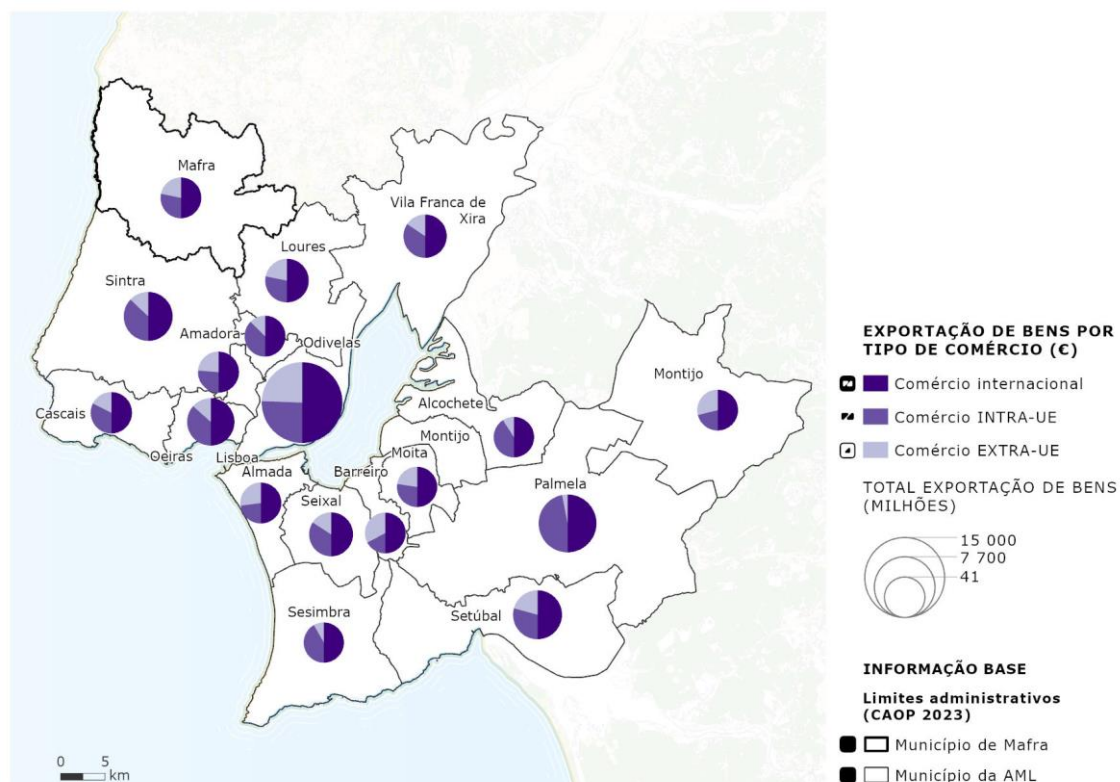 Mafra
Vila Franca de
Xira
Loures
Sintra
Amadora
Odivelas
Montijo
Cascais
Alcochete
Oeiras
Lisboa
Montijo
Almada
Barreiro
Moita
Seixal
Palmela
Sesimbra
Setúbal
0 5
km
EXPORTAÇÃO DE BENS POR
TIPO DE COMÉRCIO (€)
Comércio internacional
Comércio INTRA-UE
Comércio EXTRA-UE
TOTAL EXPORTAÇÃO DE BENS
(MILHÕES)
15 000
7 700
41
INFORMAÇÃO BASE
Limites administrativos
(CAOP 2023)
Município de Mafra
Município da AML